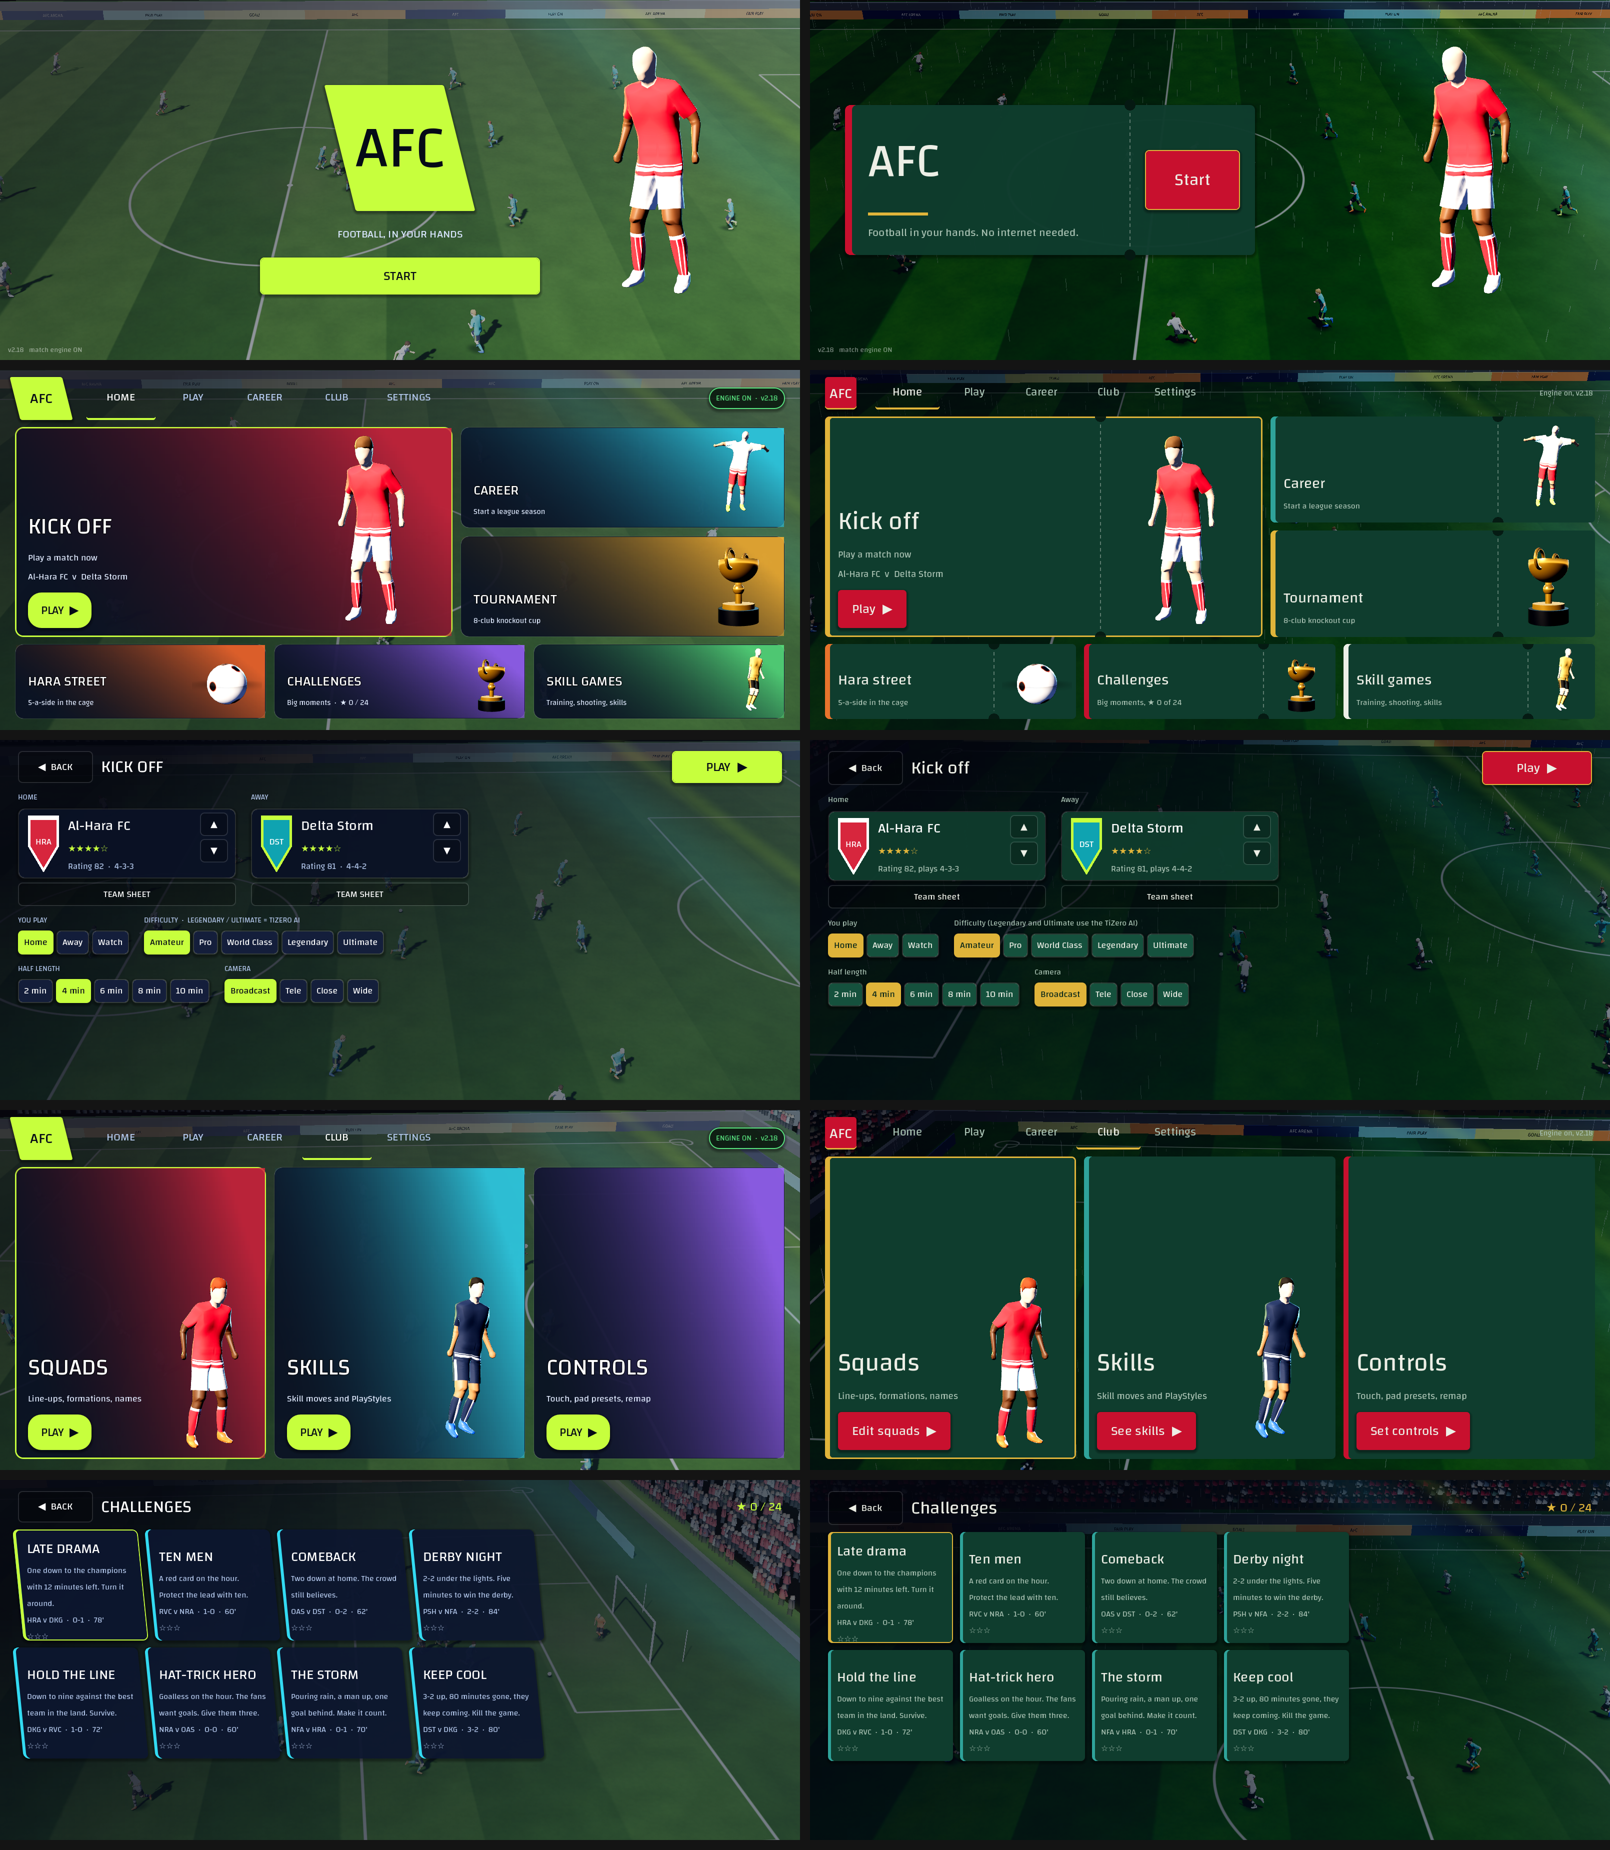 AFC
FOOTBALL, IN YOUR HANDS
START
v2.18 match engine ON
AFC
Start
Football in your hands. No internet needed.
v2.18 match engine ON
AFC
HOME
PLAY
CAREER
CLUB
SETTINGS
ENGINE ON - v2.18
KICK OFF
Play a match now
Al-Hara FC v Delta Storm
PLAY ▶
CAREER
Start a league season
TOURNAMENT
8-club knockout cup
HARA STREET
5-a-side in the cage
CHALLENGES
Big moments · ★ 0 / 24
SKILL GAMES
Training, shooting, skills
AFC
Home
Play
Career
Club
Settings
Engine on, v2.18
Kick off
Play a match now
Al-Hara FC v Delta Storm
Play ▶
Career
Start a league season
Tournament
8-club knockout cup
Hara street
5-a-side in the cage
Challenges
Big moments, ★ 0 of 24
Skill games
Training, shooting, skills
◀ BACK
KICK OFF
PLAY ▶
HOME
AWAY
HRA
Al-Hara FC
★★★★☆
Rating 82 · 4-3-3
▲
▼
DST
Delta Storm
★★★★☆
Rating 81 · 4-4-2
▲
▼
TEAM SHEET
TEAM SHEET
YOU PLAY
DIFFICULTY · LEGENDARY / ULTIMATE = TIZERO AI
Home
Away
Watch
Amateur
Pro
World Class
Legendary
Ultimate
HALF LENGTH
CAMERA
2 min
4 min
6 min
8 min
10 min
Broadcast
Tele
Close
Wide
◀ Back
Kick off
Play ▶
Home
Away
HRA
Al-Hara FC
★★★★☆
Rating 82, plays 4-3-3
▲
▼
DST
Delta Storm
★★★★☆
Rating 81, plays 4-4-2
▲
▼
Team sheet
Team sheet
You play
Difficulty (Legendary and Ultimate use the TiZero AI)
Home
Away
Watch
Amateur
Pro
World Class
Legendary
Ultimate
Half length
Camera
2 min
4 min
6 min
8 min
10 min
Broadcast
Tele
Close
Wide
AFC
HOME
PLAY
CAREER
CLUB
SETTINGS
ENGINE ON - v2.18
SQUADS
Line-ups, formations, names
PLAY ▶
SKILLS
Skill moves and PlayStyles
PLAY ▶
CONTROLS
Touch, pad presets, remap
PLAY ▶
AFC
Home
Play
Career
Club
Settings
Engine on, v2.18
Squads
Line-ups, formations, names
Edit squads ▶
Skills
Skill moves and PlayStyles
See skills ▶
Controls
Touch, pad presets, remap
Set controls ▶
◀ BACK
CHALLENGES
★ 0 / 24
LATE DRAMA
One down to the champions
with 12 minutes left. Turn it
around.
HRA v DKG · 0-1 · 78'
☆☆☆
TEN MEN
A red card on the hour.
Protect the lead with ten.
RVC v NRA · 1-0 · 60'
☆☆☆
COMEBACK
Two down at home. The crowd
still believes.
OAS v DST · 0-2 · 62'
☆☆☆
DERBY NIGHT
2-2 under the lights. Five
minutes to win the derby.
PSH v NFA · 2-2 · 84'
☆☆☆
HOLD THE LINE
Down to nine against the best
team in the land. Survive.
DKG v RVC · 1-0 · 72'
☆☆☆
HAT-TRICK HERO
Goalless on the hour. The fans
want goals. Give them three.
NRA v OAS · 0-0 · 60'
☆☆☆
THE STORM
Pouring rain, a man up, one
goal behind. Make it count.
NFA v HRA · 0-1 · 70'
☆☆☆
KEEP COOL
3-2 up, 80 minutes gone, they
keep coming. Kill the game.
DST v DKG · 3-2 · 80'
☆☆☆
◀ Back
Challenges
★ 0 / 24
Late drama
One down to the champions
with 12 minutes left. Turn it
around.
HRA v DKG · 0-1 · 78'
☆☆☆
Ten men
A red card on the hour.
Protect the lead with ten.
RVC v NRA · 1-0 · 60'
☆☆☆
Comeback
Two down at home. The crowd
still believes.
OAS v DST · 0-2 · 62'
☆☆☆
Derby night
2-2 under the lights. Five
minutes to win the derby.
PSH v NFA · 2-2 · 84'
☆☆☆
Hold the line
Down to nine against the best
team in the land. Survive.
DKG v RVC · 1-0 · 72'
☆☆☆
Hat-trick hero
Goalless on the hour. The fans
want goals. Give them three.
NRA v OAS · 0-0 · 60'
☆☆☆
The storm
Pouring rain, a man up, one
goal behind. Make it count.
NFA v HRA · 0-1 · 70'
☆☆☆
Keep cool
3-2 up, 80 minutes gone, they
keep coming. Kill the game.
DST v DKG · 3-2 · 80'
☆☆☆